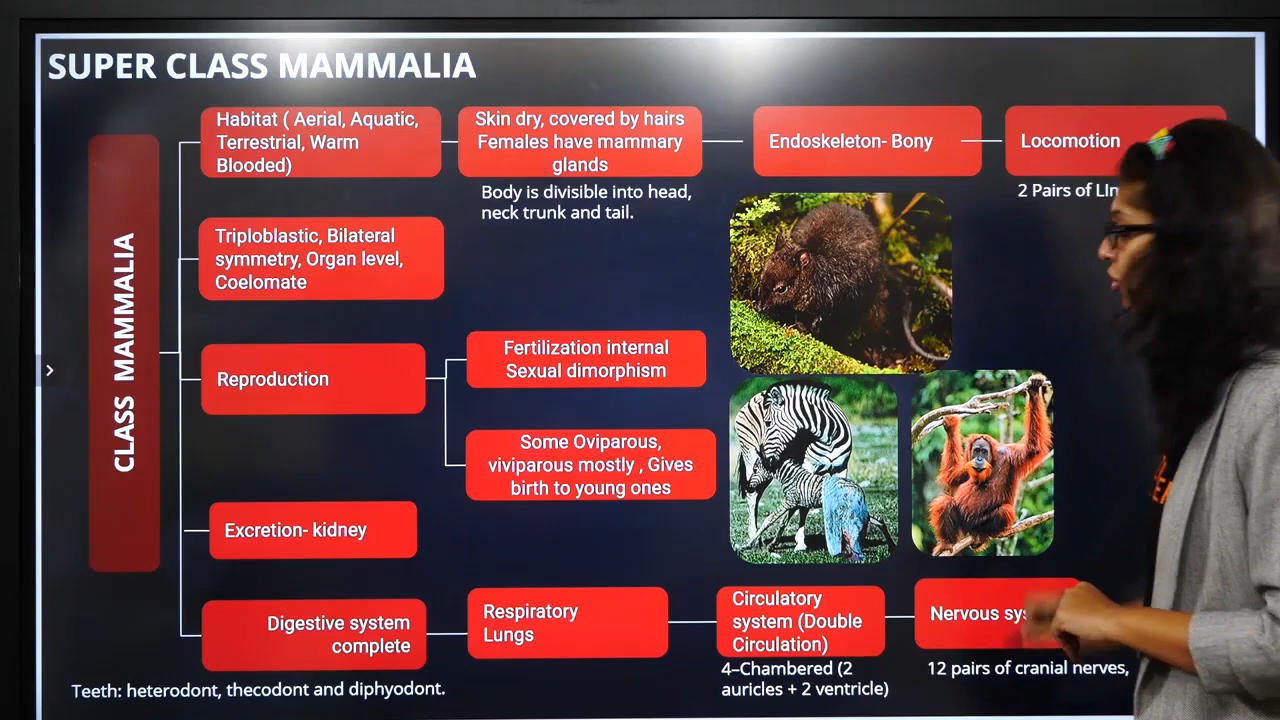 SUPER CLASS MAMMALIA
CLASS MAMMALIA
Habitat ( Aerial, Aquatic,
Terrestrial, Warm
Blooded)
Skin dry, covered by hairs
Females have mammary
glands
Body is divisible into head,
neck trunk and tail.
Endoskeleton- Bony
Locomotion
2 Pairs of
Triploblastic, Bilateral
symmetry, Organ level,
Coelomate
Reproduction
Fertilization internal
Sexual dimorphism
Some Oviparous,
viviparous mostly , Gives
birth to young ones
Excretion- kidney
Digestive system
complete
Teeth: heterodont, thecodont and diphyodont.
Respiratory
Lungs
Circulatory
system (Double
Circulation)
4–Chambered (2
auricles + 2 ventricle)
Nervous
12 pairs of cranial nerves,